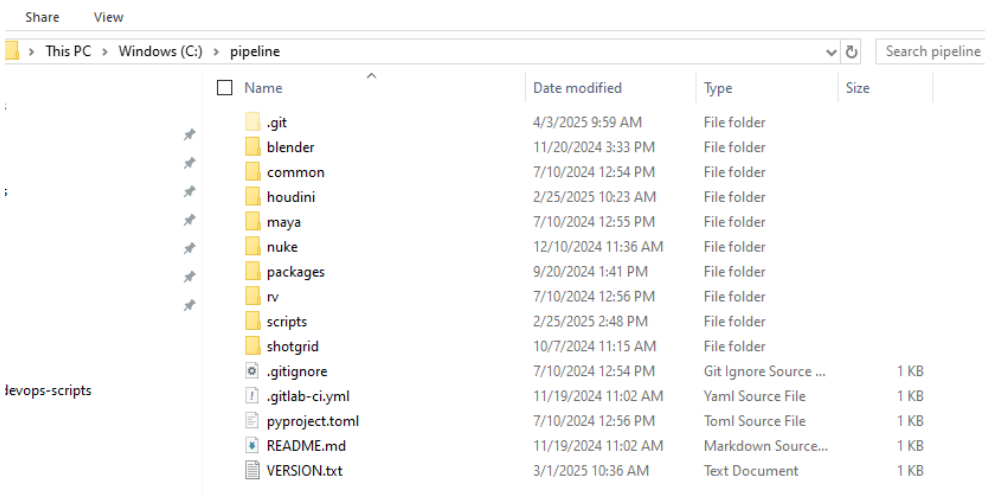 Share View
This PC > Windows (C:) > pipeline Search pipeline
Name Date modified Type Size
.git 4/3/2025 9:59 AM File folder
blender 11/20/2024 3:33 PM File folder
common 7/10/2024 12:54 PM File folder
houdini 2/25/2025 10:23 AM File folder
maya 7/10/2024 12:55 PM File folder
nuke 12/10/2024 11:36 AM File folder
packages 9/20/2024 1:41 PM File folder
rv 7/10/2024 12:56 PM File folder
scripts 2/25/2025 2:48 PM File folder
shotgrid 10/7/2024 11:15 AM File folder
.gitignore 7/10/2024 12:54 PM Git Ignore Source ... 1 KB
devops-scripts .gitlab-ci.yml 11/19/2024 11:02 AM Yaml Source File 1 KB
pyproject.toml 7/10/2024 12:56 PM Toml Source File 1 KB
README.md 11/19/2024 11:02 AM Markdown Source... 1 KB
VERSION.txt 3/1/2025 10:36 AM Text Document 1 KB